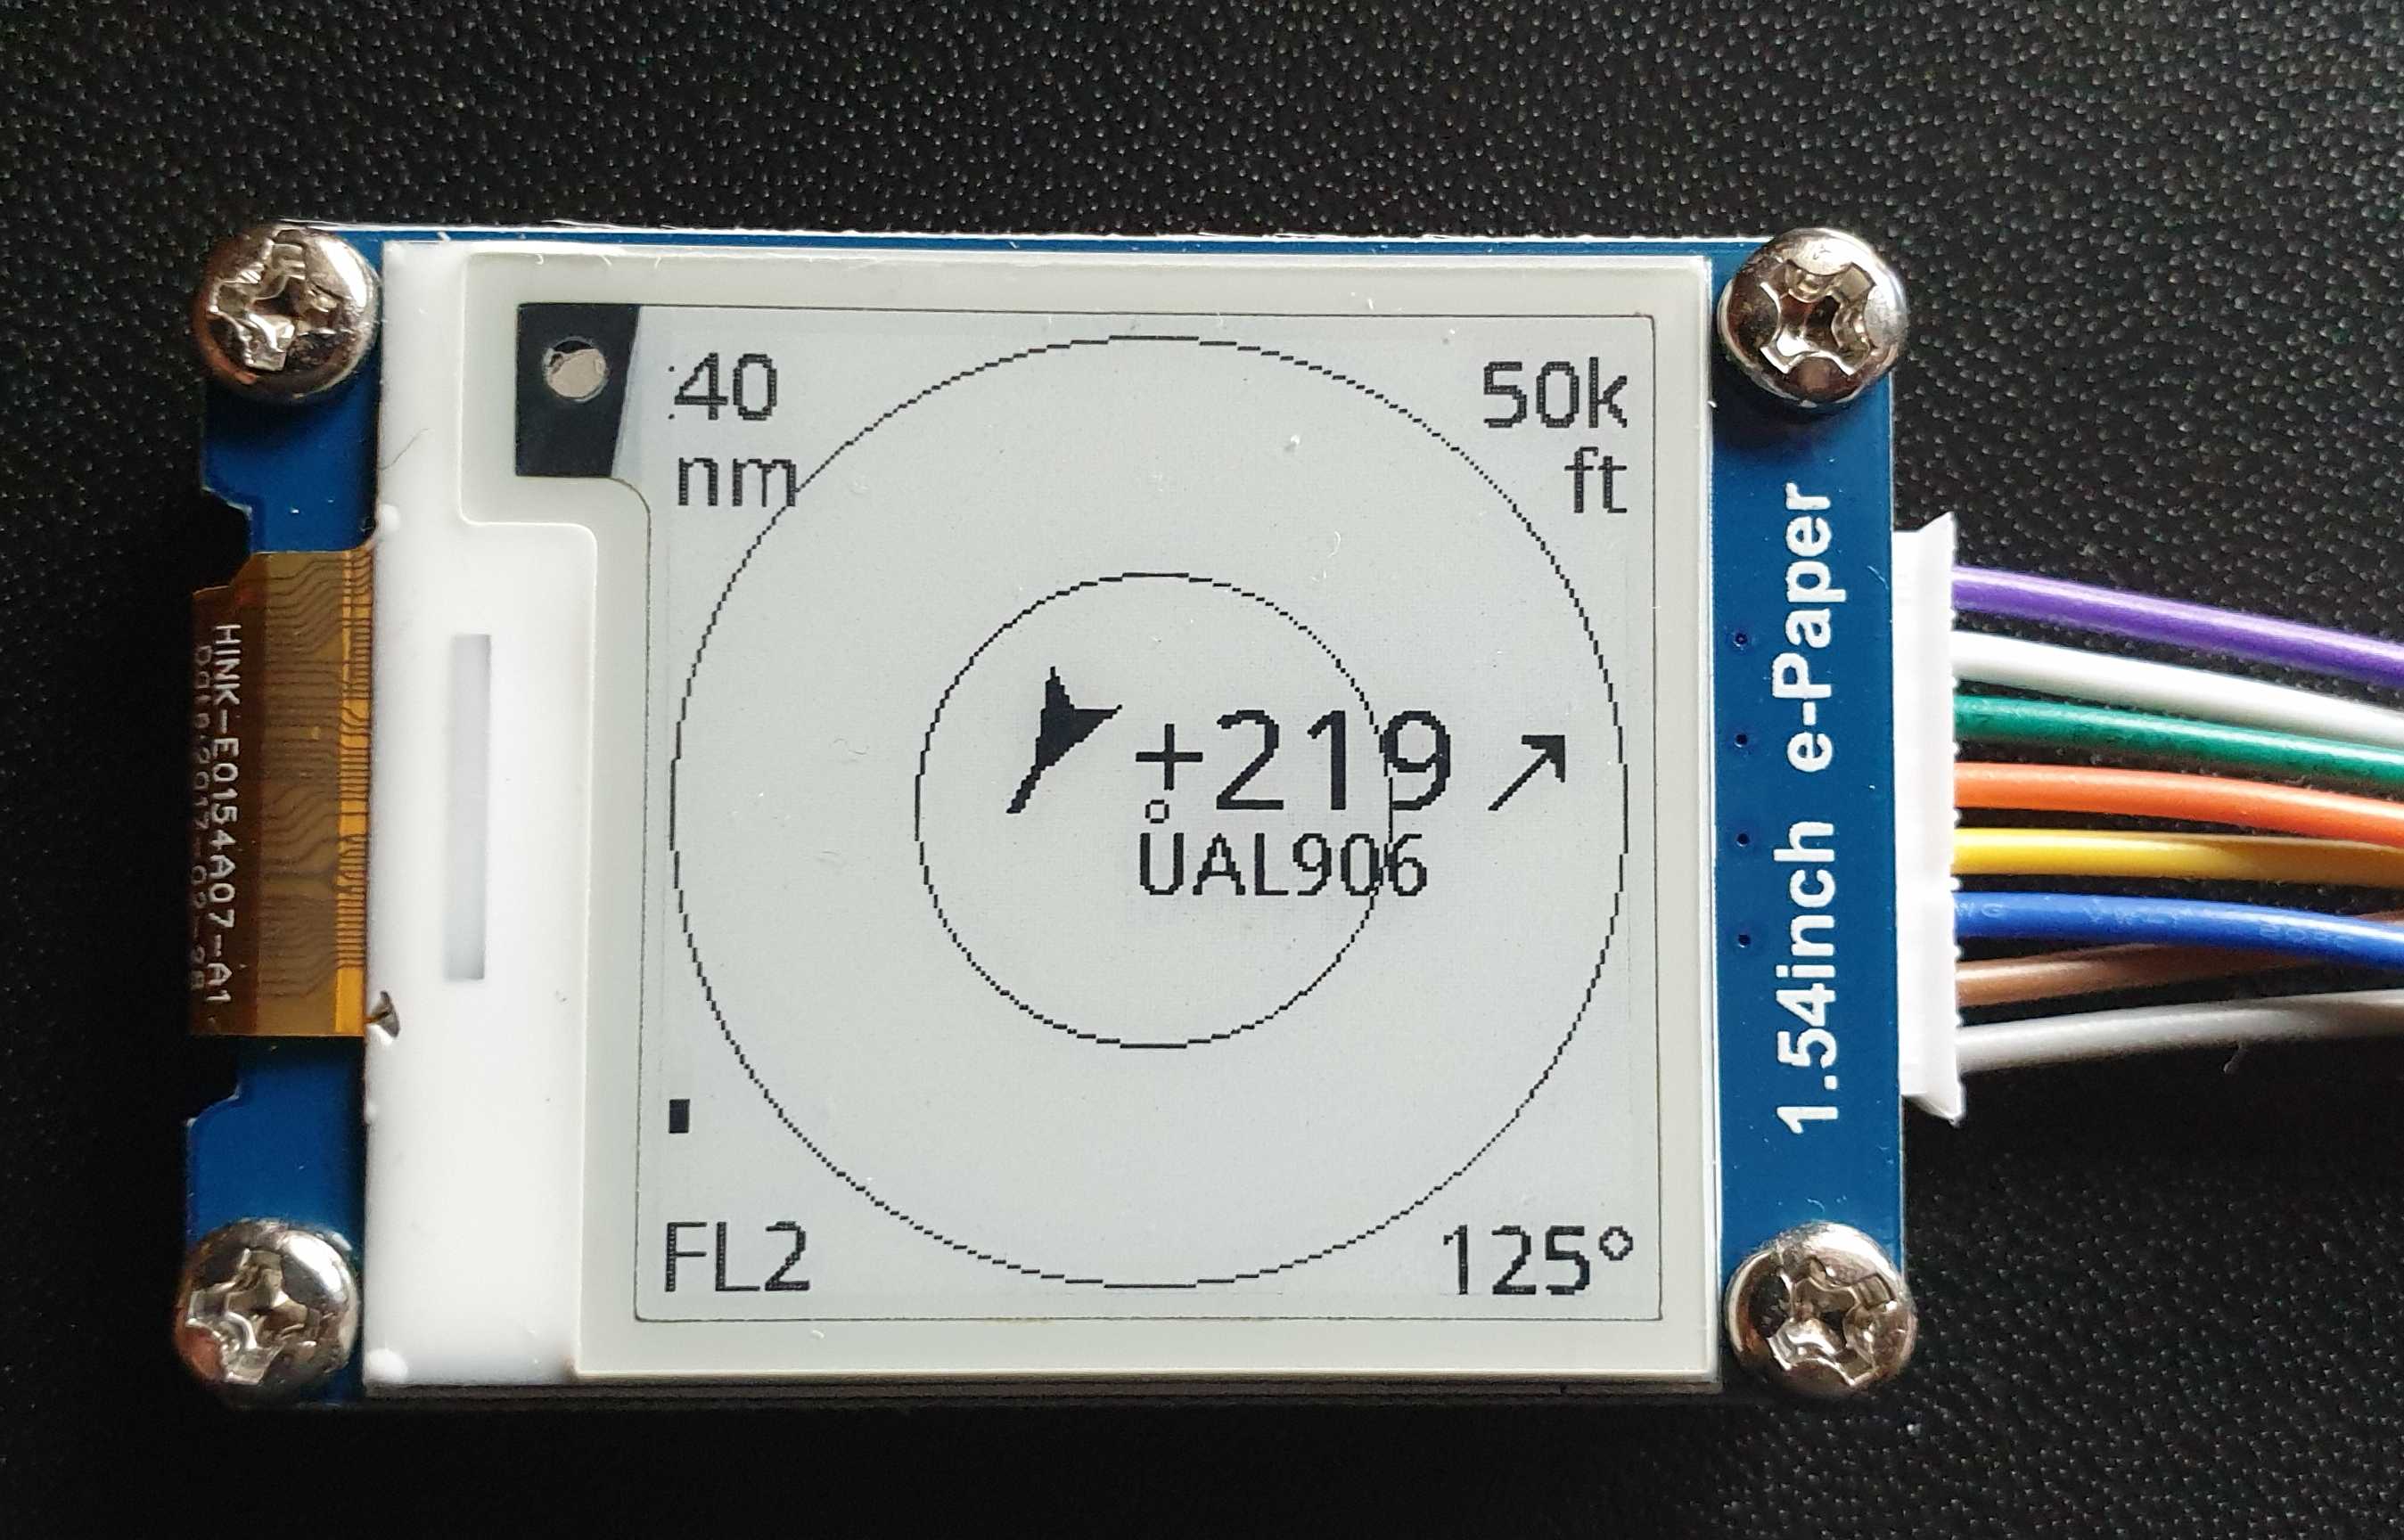 40
nm
50k
ft
+219
UAL906
FL2
125°
1.54inch e-Paper
HINK-E0154A07-A1